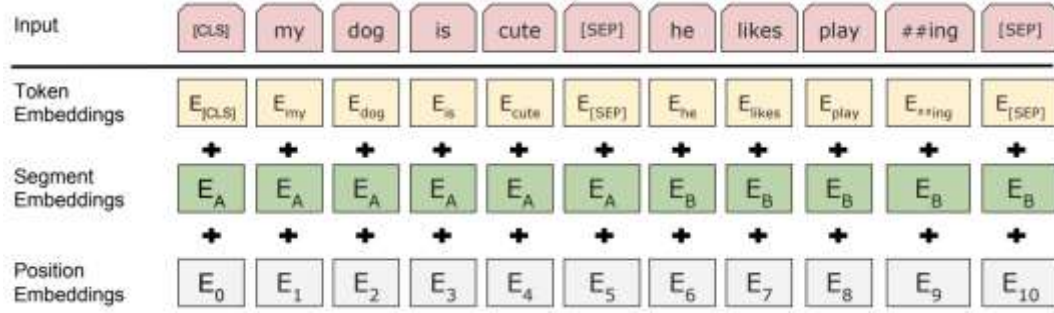 Input [CLS] my dog is cute [SEP] he likes play ##ing [SEP]
Token Embeddings E[CLS] Emy Edog Eis Ecute E[SEP] Ehe Elikes Eplay E##ing E[SEP]
+ + + + + + + + + + +
Segment Embeddings EA EA EA EA EA EA EB EB EB EB EB
+ + + + + + + + + + +
Position Embeddings E0 E1 E2 E3 E4 E5 E6 E7 E8 E9 E10